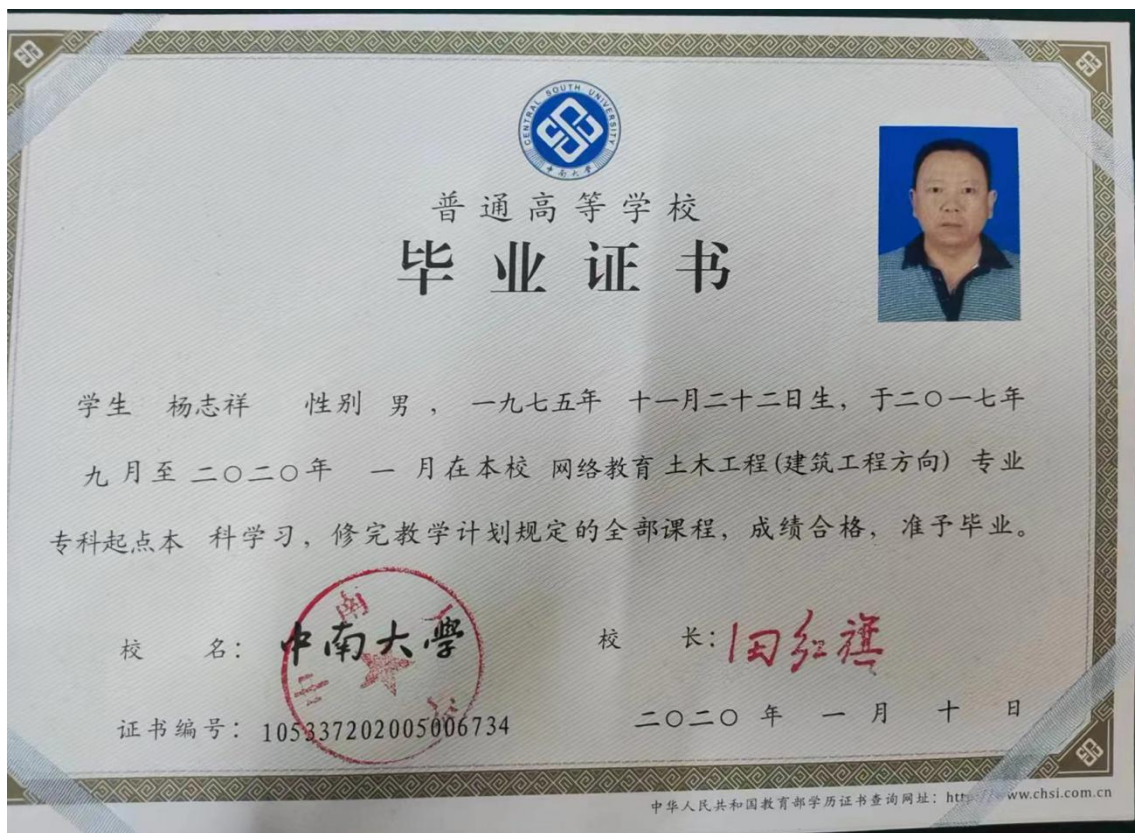 CENTRAL SOUTH UNIVERSITY
中南大学
普通高等学校
毕业证书
学生 杨志祥 性别 男 , 一九七五年 十一月二十二日生, 于二〇一七年
九月至 二〇二〇年 一 月在本校 网络教育 土木工程(建筑工程方向) 专业
专科起点本 科学习, 修完教学计划规定的全部课程, 成绩合格, 准予毕业。
校 名: 中南大學
校 长: 田红旗
证书编号: 105337202005006734
二〇二〇 年 一 月 十 日
中华人民共和国教育部学历证书查询网址: http://www.chsi.com.cn